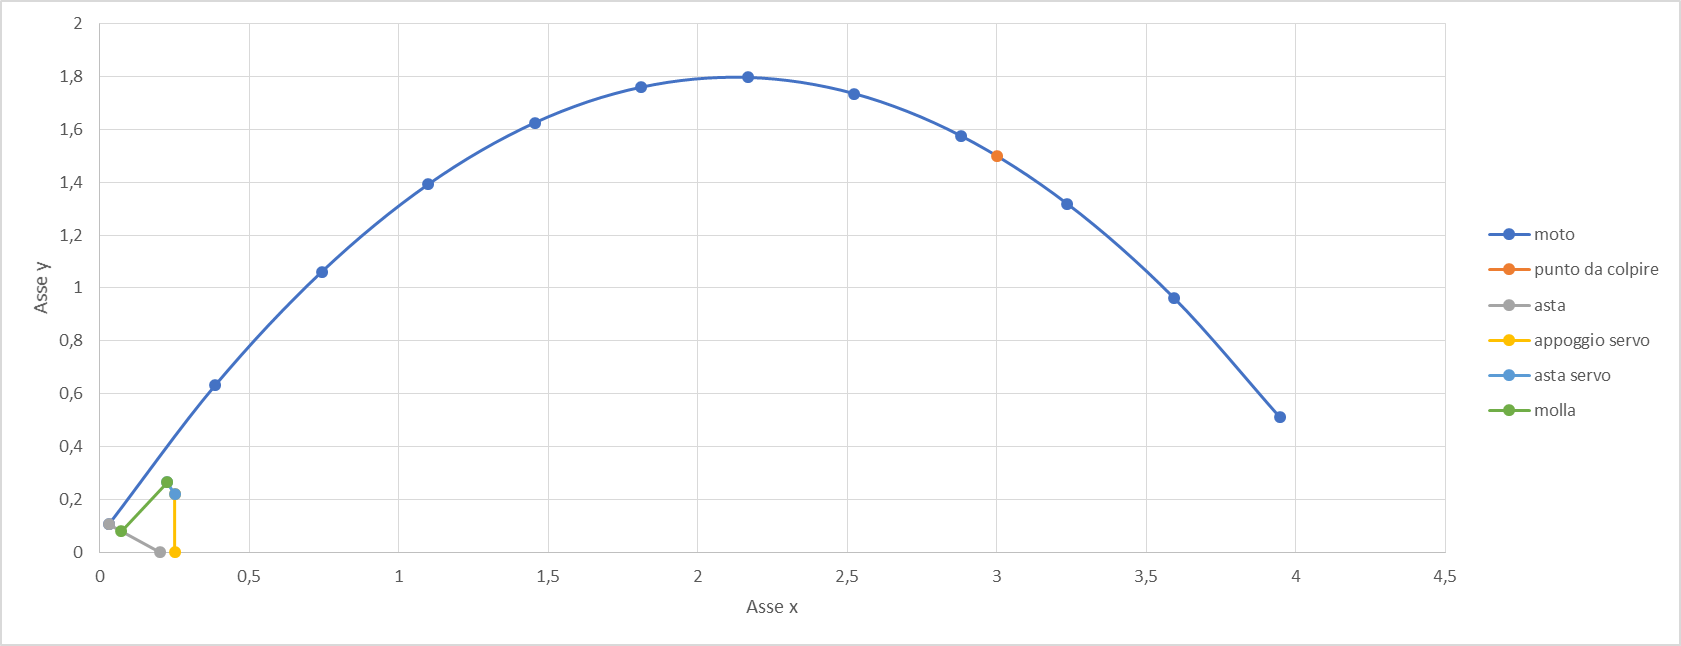 2
1,8
1,6
1,4
1,2
1
0,8
0,6
0,4
0,2
0
Asse y
0 0,5 1 1,5 2 2,5 3 3,5 4 4,5
Asse x
moto
punto da colpire
asta
appoggio servo
asta servo
molla